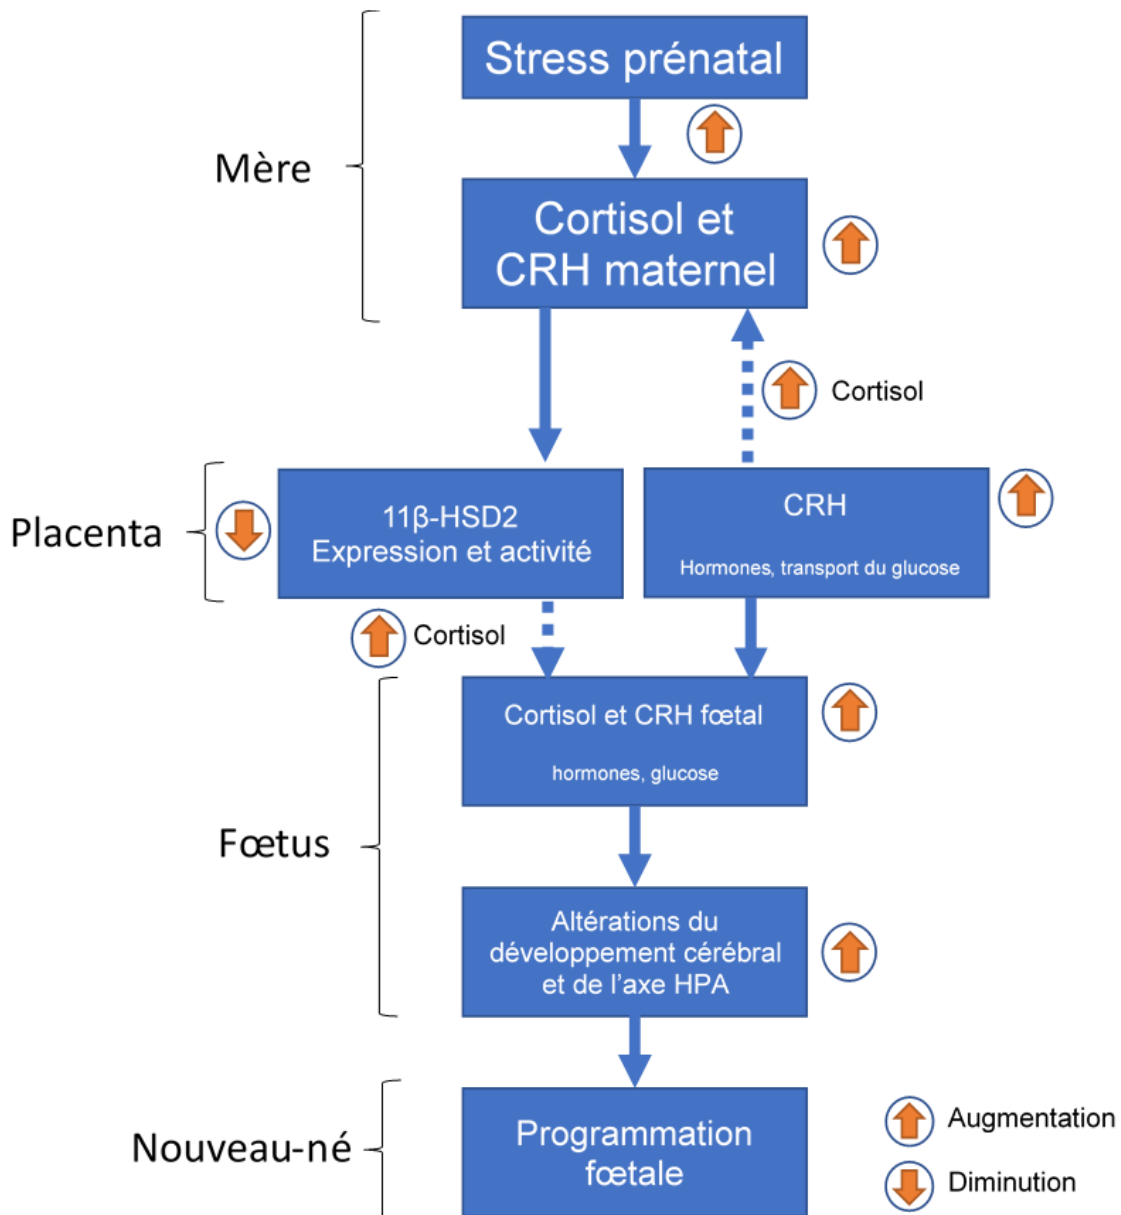 Stress prénatal
Mère
Cortisol et
CRH maternel
Cortisol
Placenta
11β-HSD2
Expression et activité
CRH
Hormones, transport du glucose
Cortisol
Cortisol et CRH fœtal
hormones, glucose
Fœtus
Altérations du
développement cérébral
et de l'axe HPA
Nouveau-né
Programmation
fœtale
Augmentation
Diminution